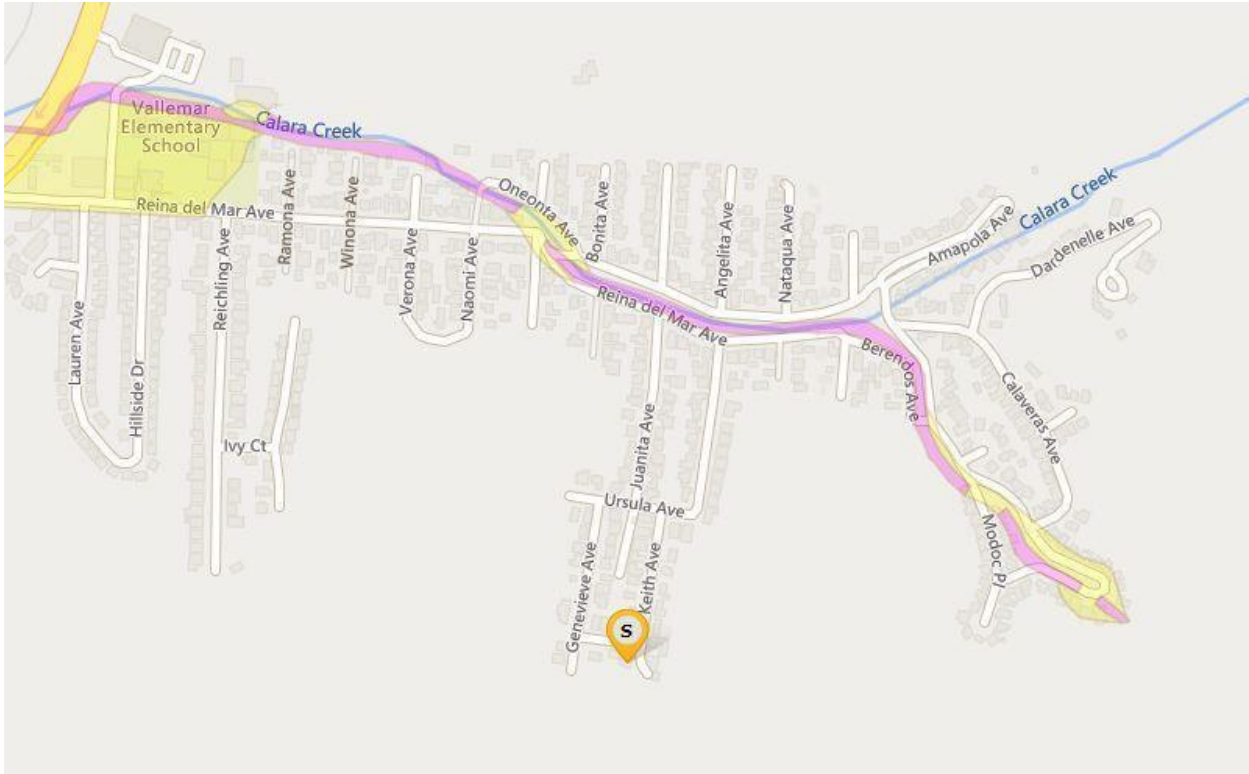 Vallemar
Elementary
School
Calara Creek
Reina del Mar Ave
Ramona Ave
Winona Ave
Verona Ave
Naomi Ave
Oneonta Ave
Bonita Ave
Angelita Ave
Nataqua Ave
Amapola Ave
Calara Creek
Dardenelle Ave
Lauren Ave
Hillside Dr
Reichling Ave
Ivy Ct
Reina del Mar Ave
Berendos Ave
Calaveras Ave
Juanita Ave
Ursula Ave
Genevieve Ave
Keith Ave
Modoc Pl
S